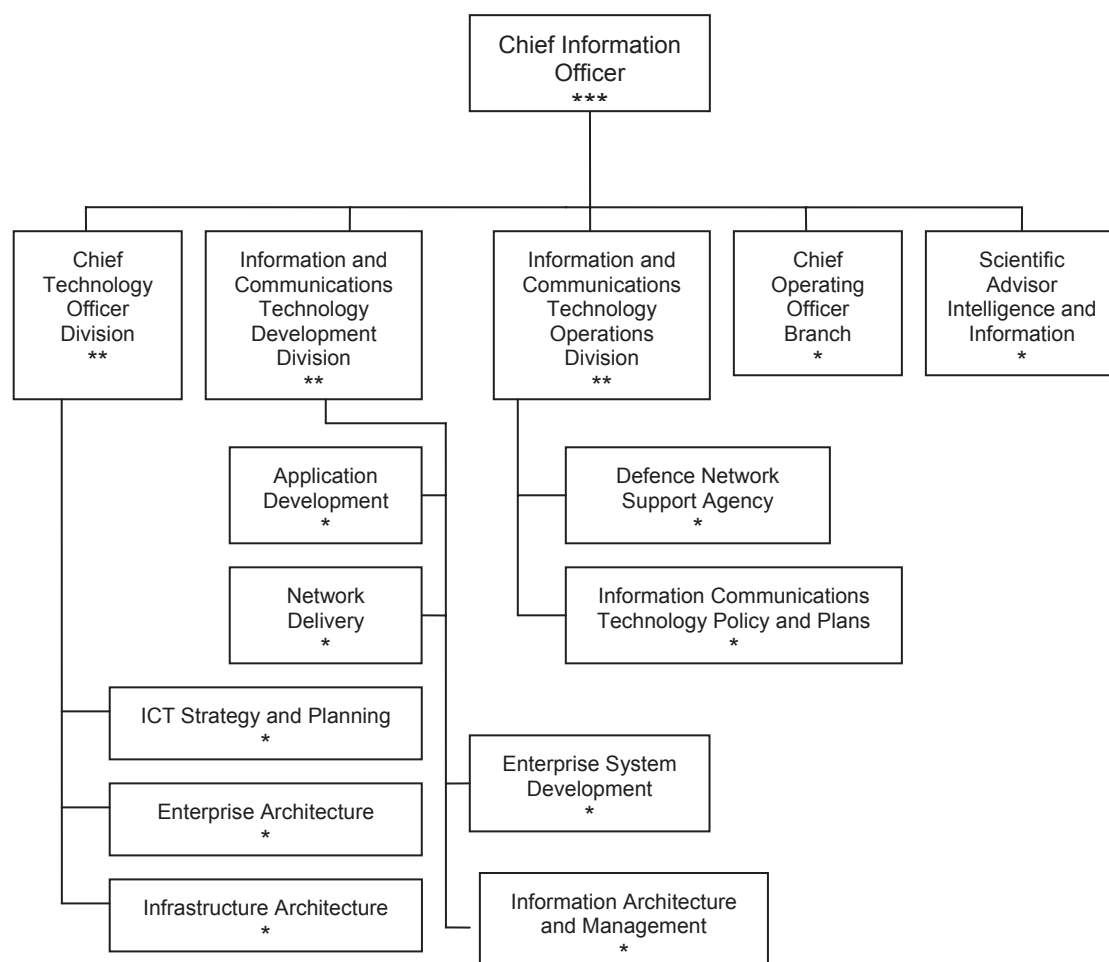 Chief Information
Officer
***
Chief
Technology
Officer
Division
**
Information and
Communications
Technology
Development
Division
**
Information and
Communications
Technology
Operations
Division
**
Chief
Operating
Officer
Branch
*
Scientific
Advisor
Intelligence and
Information
*
Application
Development
*
Defence Network
Support Agency
*
Network
Delivery
*
Information Communications
Technology Policy and Plans
*
ICT Strategy and Planning
*
Enterprise System
Development
*
Enterprise Architecture
*
Infrastructure Architecture
*
Information Architecture
and Management
*